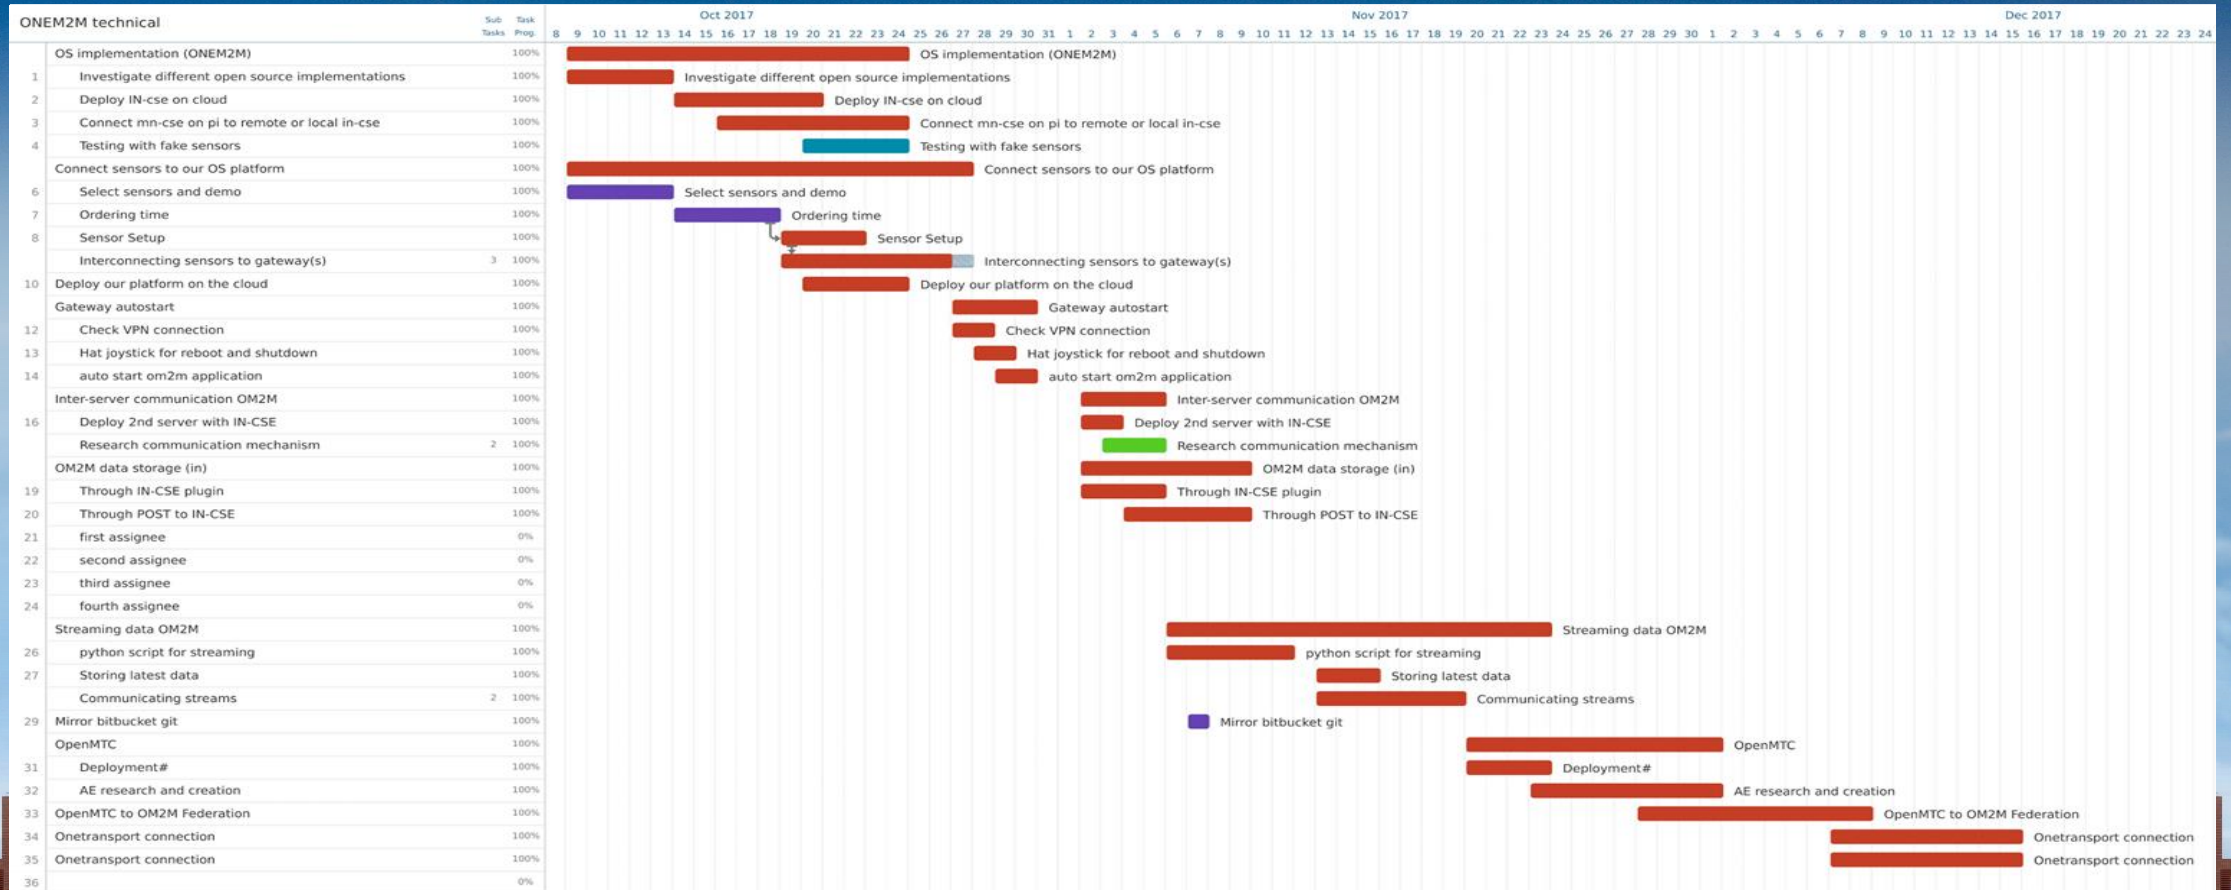 ONEM2M technical Sub Tasks Task Prog. Oct 2017 Nov 2017 Dec 2017
8 9 10 11 12 13 14 15 16 17 18 19 20 21 22 23 24 25 26 27 28 29 30 31 1 2 3 4 5 6 7 8 9 10 11 12 13 14 15 16 17 18 19 20 21 22 23 24 25 26 27 28 29 30 1 2 3 4 5 6 7 8 9 10 11 12 13 14 15 16 17 18 19 20 21 22 23 24
OS implementation (ONEM2M) 100% OS implementation (ONEM2M)
1 Investigate different open source implementations 100% Investigate different open source implementations
2 Deploy IN-cse on cloud 100% Deploy IN-cse on cloud
3 Connect mn-cse on pi to remote or local in-cse 100% Connect mn-cse on pi to remote or local in-cse
4 Testing with fake sensors 100% Testing with fake sensors
Connect sensors to our OS platform 100% Connect sensors to our OS platform
6 Select sensors and demo 100% Select sensors and demo
7 Ordering time 100% Ordering time
8 Sensor Setup 100% Sensor Setup
Interconnecting sensors to gateway(s) 3 100% Interconnecting sensors to gateway(s)
10 Deploy our platform on the cloud 100% Deploy our platform on the cloud
Gateway autostart 100% Gateway autostart
12 Check VPN connection 100% Check VPN connection
13 Hat joystick for reboot and shutdown 100% Hat joystick for reboot and shutdown
14 auto start om2m application 100% auto start om2m application
Inter-server communication OM2M 100% Inter-server communication OM2M
16 Deploy 2nd server with IN-CSE 100% Deploy 2nd server with IN-CSE
Research communication mechanism 2 100% Research communication mechanism
OM2M data storage (in) 100% OM2M data storage (in)
19 Through IN-CSE plugin 100% Through IN-CSE plugin
20 Through POST to IN-CSE 100% Through POST to IN-CSE
21 first assignee 0%
22 second assignee 0%
23 third assignee 0%
24 fourth assignee 0%
Streaming data OM2M 100% Streaming data OM2M
26 python script for streaming 100% python script for streaming
27 Storing latest data 100% Storing latest data
Communicating streams 2 100% Communicating streams
29 Mirror bitbucket git 100% Mirror bitbucket git
OpenMTC 100% OpenMTC
31 Deployment# 100% Deployment#
32 AE research and creation 100% AE research and creation
33 OpenMTC to OM2M Federation 100% OpenMTC to OM2M Federation
34 Onetransport connection 100% Onetransport connection
35 Onetransport connection 100% Onetransport connection
36 0%